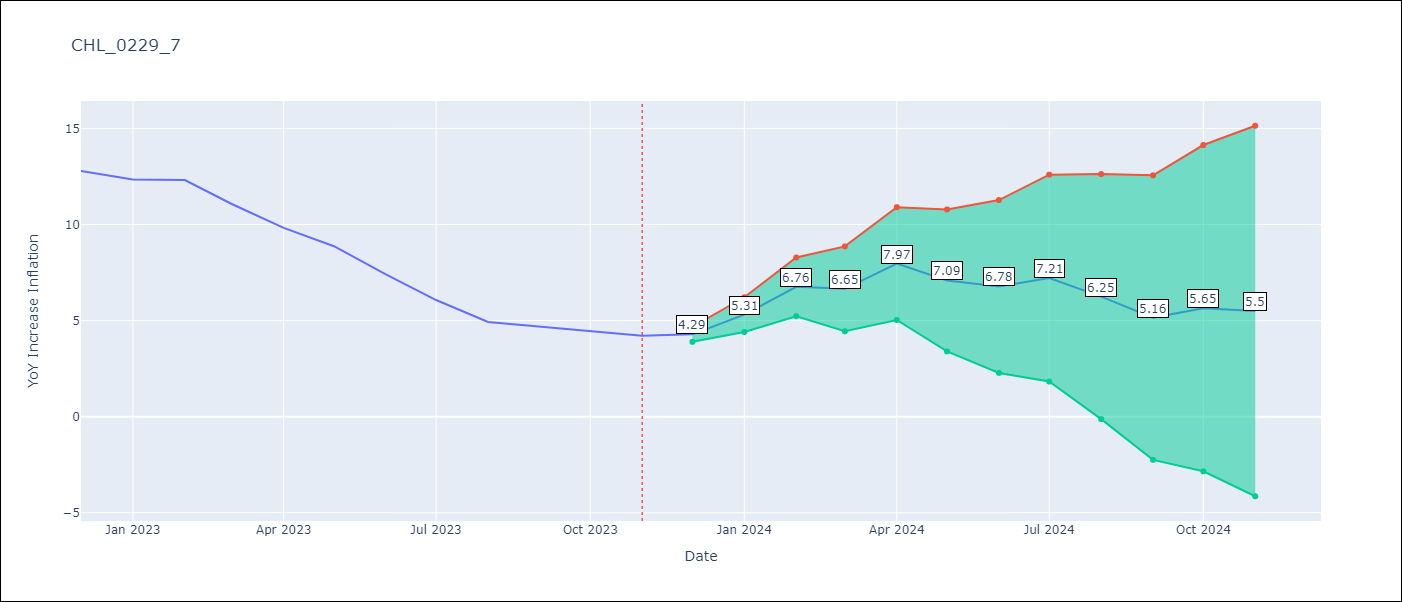 CHL_0229_7
YoY Increase Inflation
15
10
5
0
−5
4.29
5.31
6.76
6.65
7.97
7.09
6.78
7.21
6.25
5.16
5.65
5.5
Jan 2023
Apr 2023
Jul 2023
Oct 2023
Jan 2024
Apr 2024
Jul 2024
Oct 2024
Date